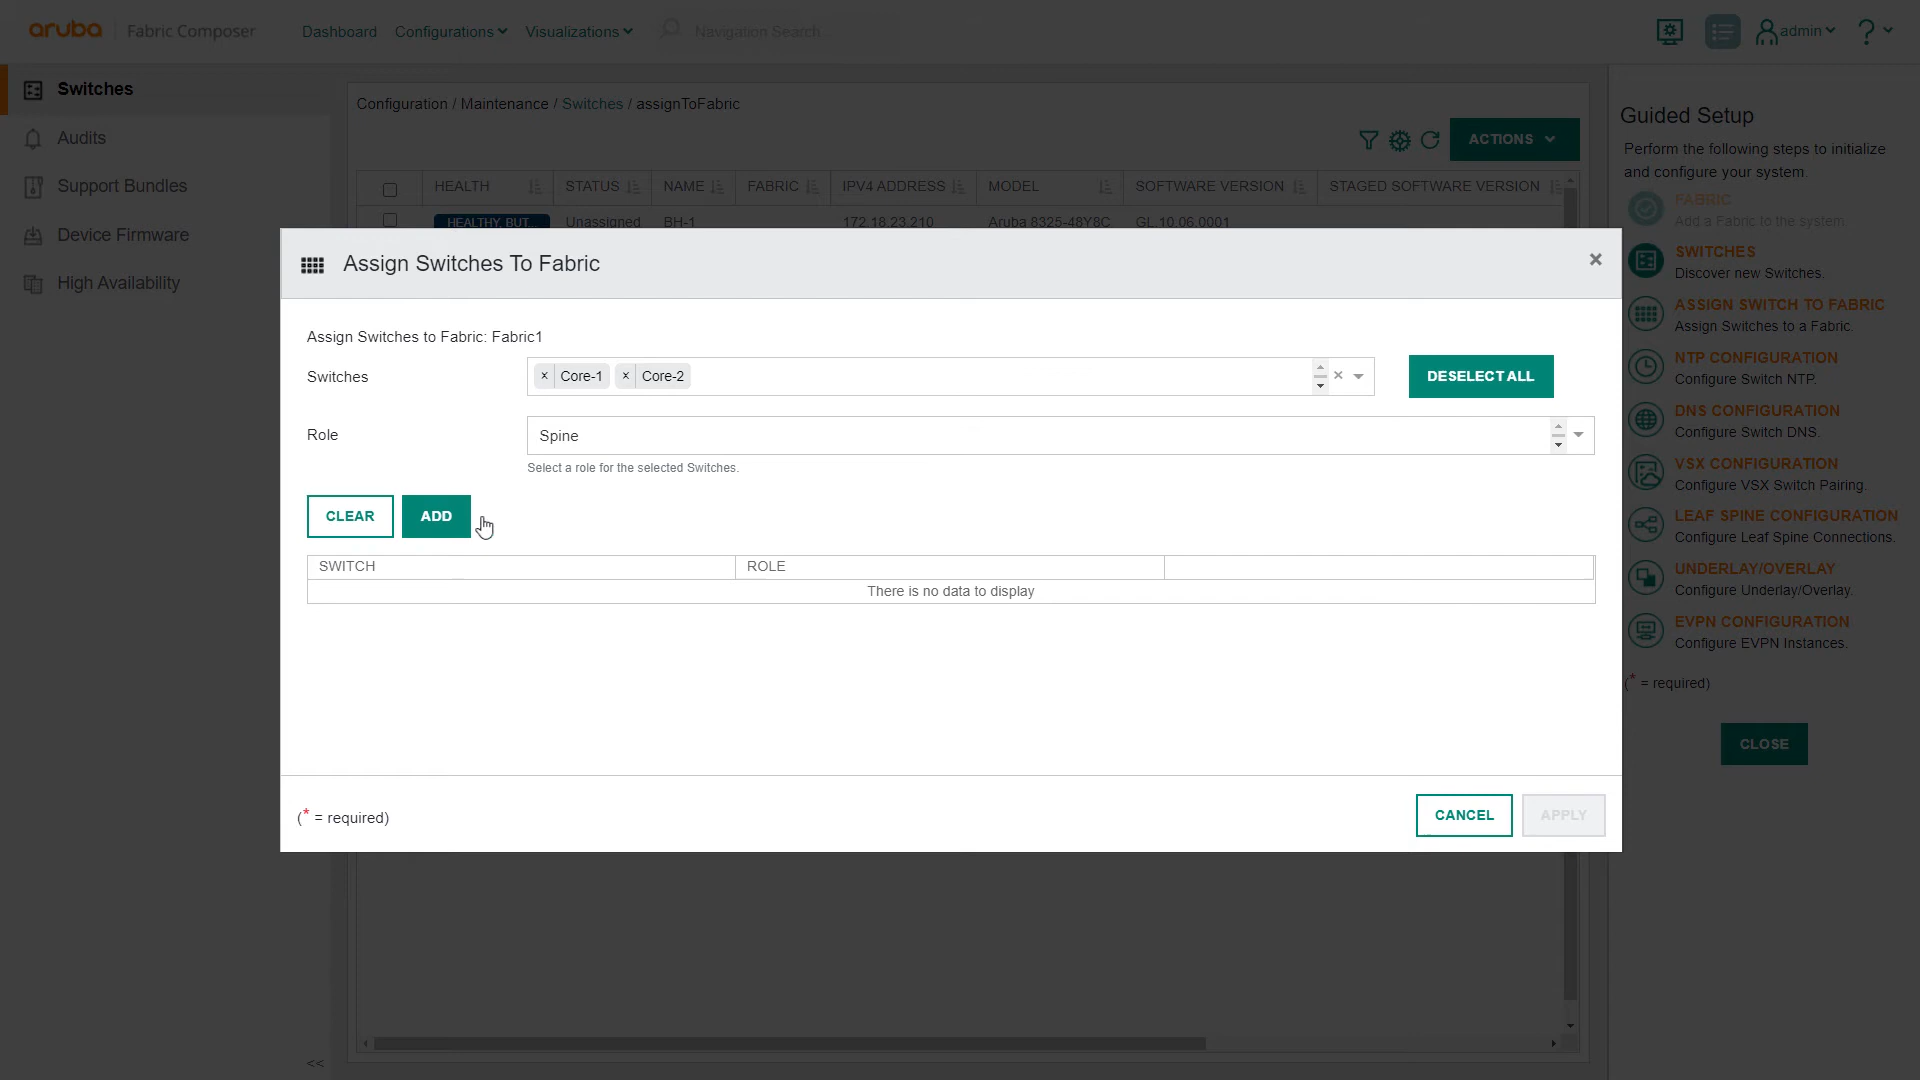 aruba Fabric Composer Dashboard Configurations Visualizations Navigation Search... admin ?
Switches
Audits
Support Bundles
Device Firmware
High Availability
<<
Configuration / Maintenance / Switches / assignToFabric
ACTIONS
HEALTH STATUS NAME FABRIC IPV4 ADDRESS MODEL SOFTWARE VERSION STAGED SOFTWARE VERSION
HEALTHY, BUT... Unassigned BH-1 172.18.23.210 Aruba 8325-48Y8C GL.10.06.0001
Assign Switches To Fabric ×
Assign Switches to Fabric: Fabric1
Switches × Core-1 × Core-2 × DESELECT ALL
Role Spine
Select a role for the selected Switches.
CLEAR ADD
SWITCH ROLE
There is no data to display
(* = required)
CANCEL APPLY
Guided Setup
Perform the following steps to initialize
and configure your system.
FABRIC
Add a Fabric to the system.
SWITCHES
Discover new Switches.
ASSIGN SWITCH TO FABRIC
Assign Switches to a Fabric.
NTP CONFIGURATION
Configure Switch NTP.
DNS CONFIGURATION
Configure Switch DNS.
VSX CONFIGURATION
Configure VSX Switch Pairing.
LEAF SPINE CONFIGURATION
Configure Leaf Spine Connections.
UNDERLAY/OVERLAY
Configure Underlay/Overlay.
EVPN CONFIGURATION
Configure EVPN Instances.
(* = required)
CLOSE